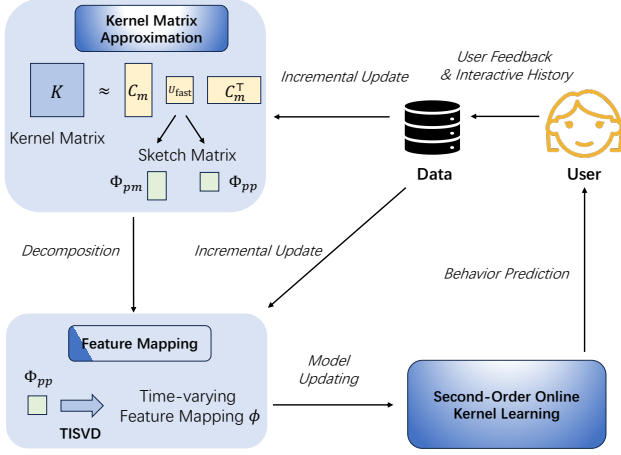 Kernel Matrix
Approximation
K ≈ C_m U_fast C_m^T
Kernel Matrix
Sketch Matrix
Φ_pm Φ_pp
Incremental Update
User Feedback
& Interactive History
Data
User
Decomposition
Incremental Update
Behavior Prediction
Feature Mapping
Φ_pp
TISVD
Time-varying
Feature Mapping ϕ
Model
Updating
Second-Order Online
Kernel Learning